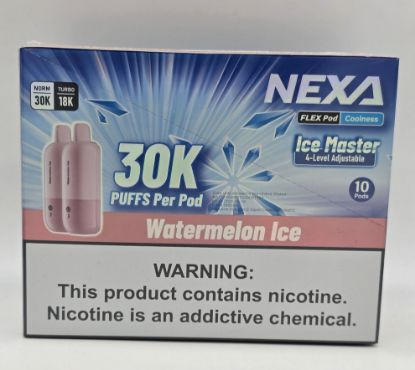 NORM TURBO
30K 18K
NEXA
FLEX Pod Coolness
Ice Master
4-Level Adjustable
30K
PUFFS Per Pod
10
Pods
Watermelon Ice
WARNING:
This product contains nicotine.
Nicotine is an addictive chemical.